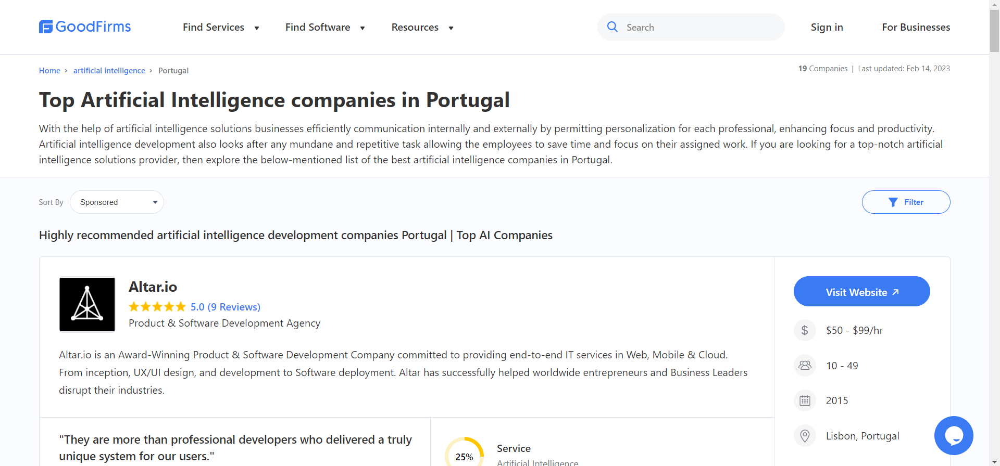 GoodFirms
Find Services
Find Software
Resources
Search
Sign in
For Businesses
Home › artificial intelligence › Portugal
19 Companies | Last updated: Feb 14, 2023
Top Artificial Intelligence companies in Portugal
With the help of artificial intelligence solutions businesses efficiently communication internally and externally by permitting personalization for each professional, enhancing focus and productivity.
Artificial intelligence development also looks after any mundane and repetitive task allowing the employees to save time and focus on their assigned work. If you are looking for a top-notch artificial
intelligence solutions provider, then explore the below-mentioned list of the best artificial intelligence companies in Portugal.
Sort By
Sponsored
Filter
Highly recommended artificial intelligence development companies Portugal | Top AI Companies
Altar.io
5.0 (9 Reviews)
Product & Software Development Agency
Altar.io is an Award-Winning Product & Software Development Company committed to providing end-to-end IT services in Web, Mobile & Cloud.
From inception, UX/UI design, and development to Software deployment. Altar has successfully helped worldwide entrepreneurs and Business Leaders
disrupt their industries.
Visit Website
$50 - $99/hr
10 - 49
2015
Lisbon, Portugal
"They are more than professional developers who delivered a truly
unique system for our users."
25%
Service
Artificial Intelligence